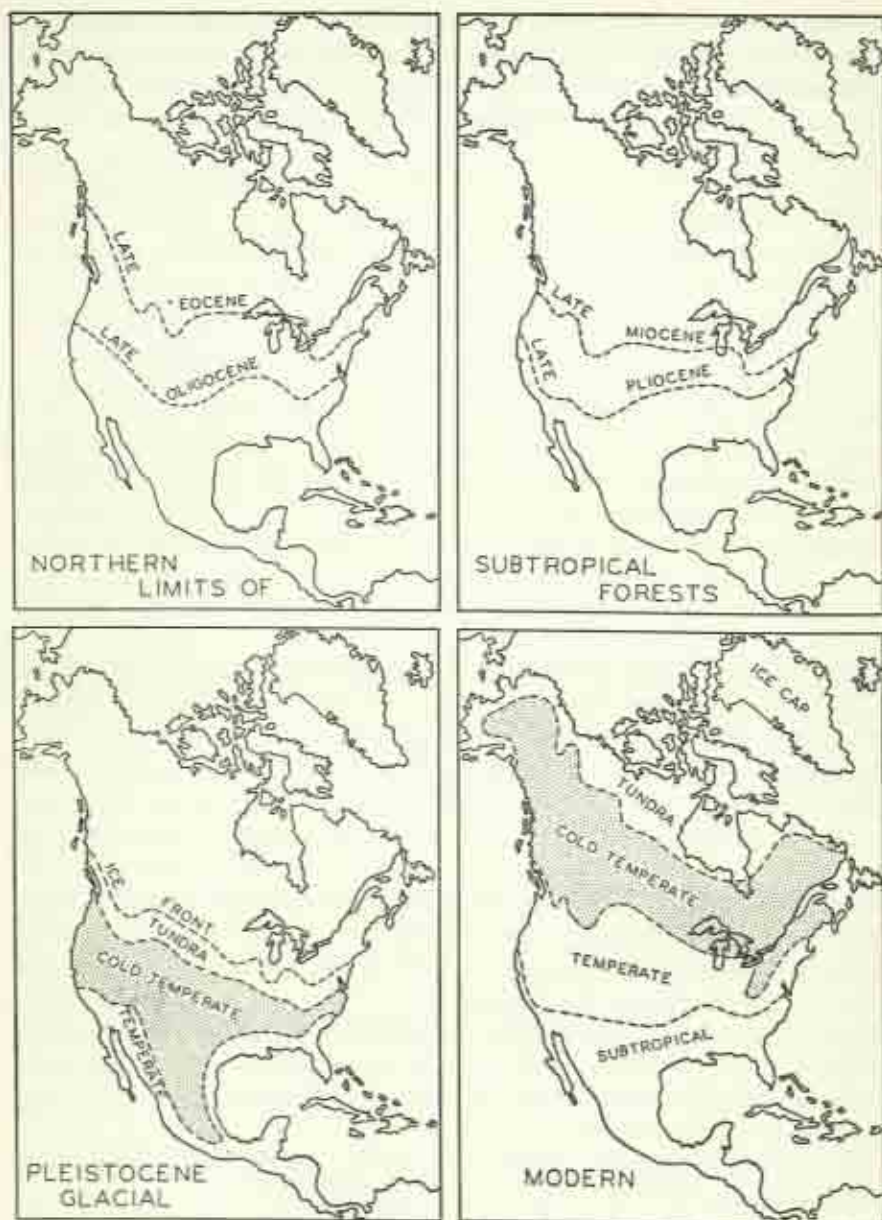 LATE
EOCENE
LATE
OLIGOCENE
NORTHERN
LIMITS OF
LATE
MIOCENE
LATE
PLIOCENE
SUBTROPICAL
FORESTS
ICE
FRONT
TUNDRA
COLD TEMPERATE
TEMPERATE
PLEISTOCENE
GLACIAL
ICE CAP
TUNDRA
COLD TEMPERATE
TEMPERATE
SUBTROPICAL
MODERN